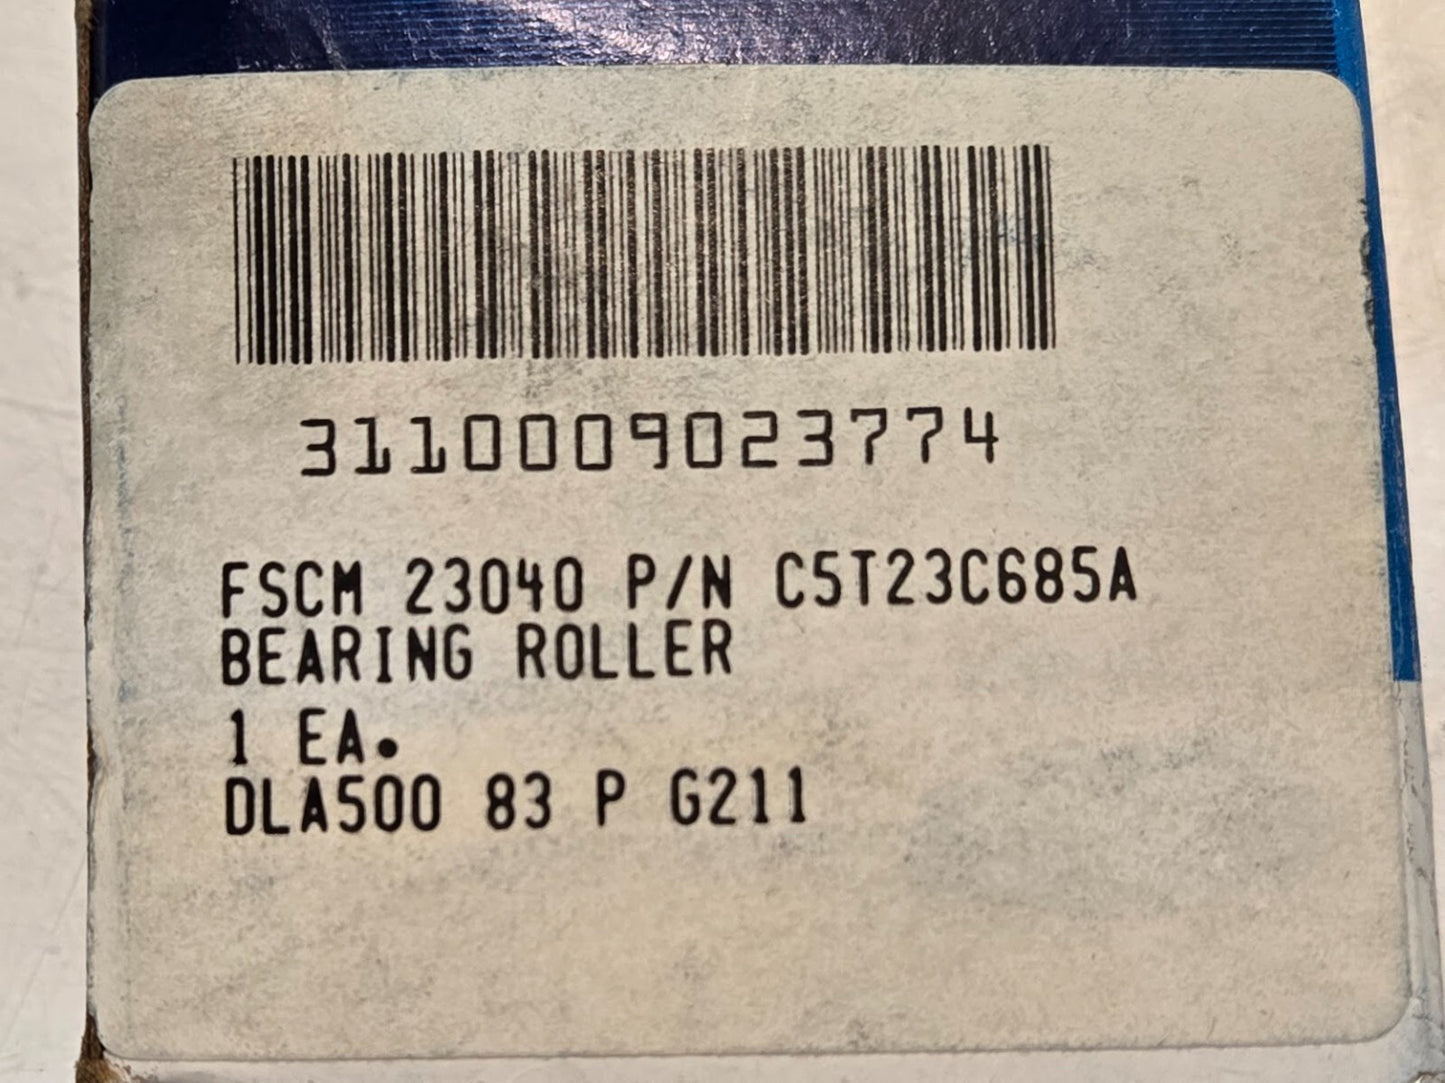 3110009023774
FSCM 23040 P/N C5T23C685A
BEARING ROLLER
1 EA.
DLA500 83 P G211